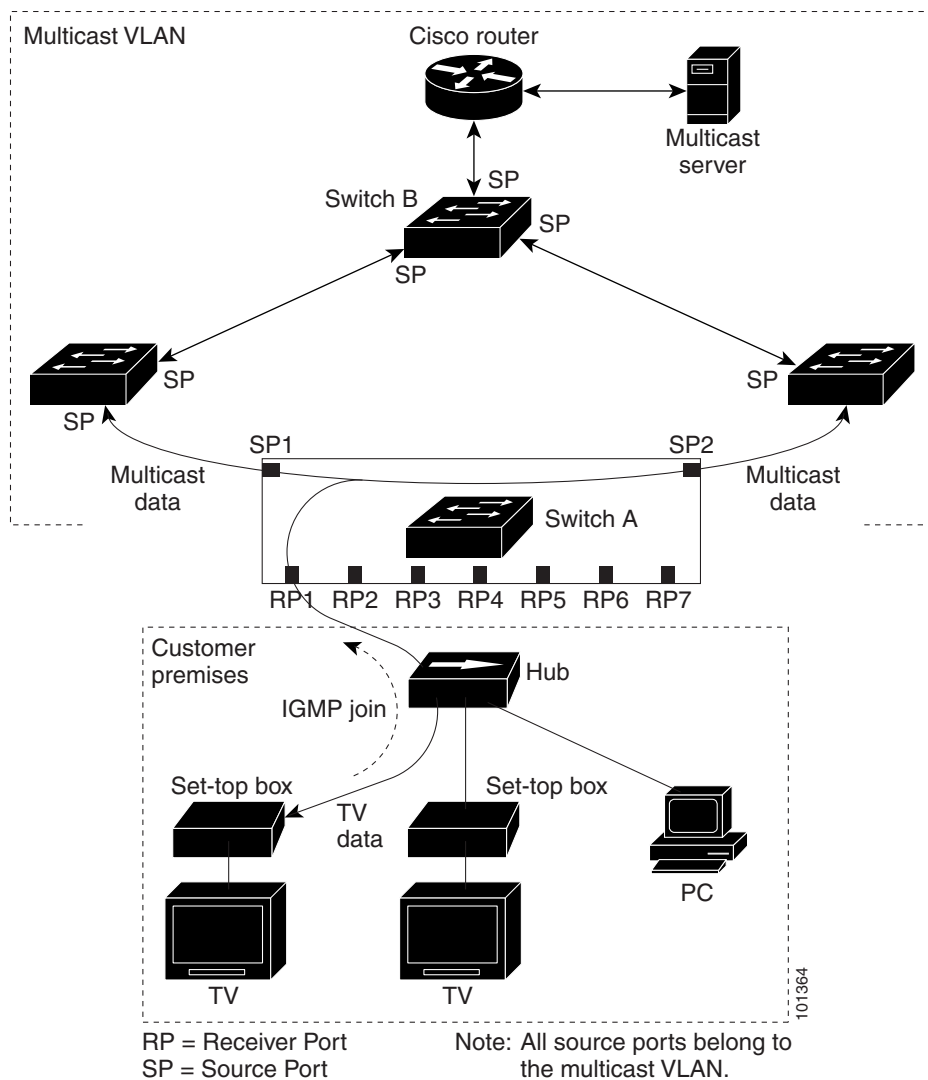 Multicast VLAN
Cisco router
Multicast
server
SP
Switch B
SP
SP
SP
SP
SP
SP1
SP2
Multicast
data
Multicast
data
Switch A
RP1 RP2 RP3 RP4 RP5 RP6 RP7
Customer
premises
Hub
IGMP join
Set-top box
Set-top box
TV
data
PC
TV
TV
101364
RP = Receiver Port
SP = Source Port
Note: All source ports belong to
the multicast VLAN.